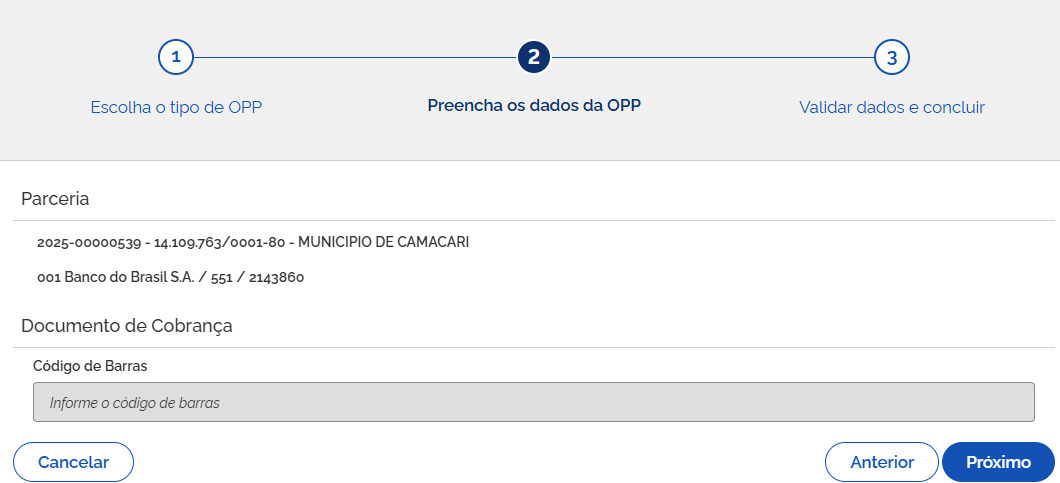 1
2
3
Escolha o tipo de OPP
Preencha os dados da OPP
Validar dados e concluir
Parceria
2025-00000539 - 14.109.763/0001-80 - MUNICIPIO DE CAMACARI
001 Banco do Brasil S.A. / 551 / 2143860
Documento de Cobrança
Código de Barras
Informe o código de barras
Cancelar
Anterior
Próximo